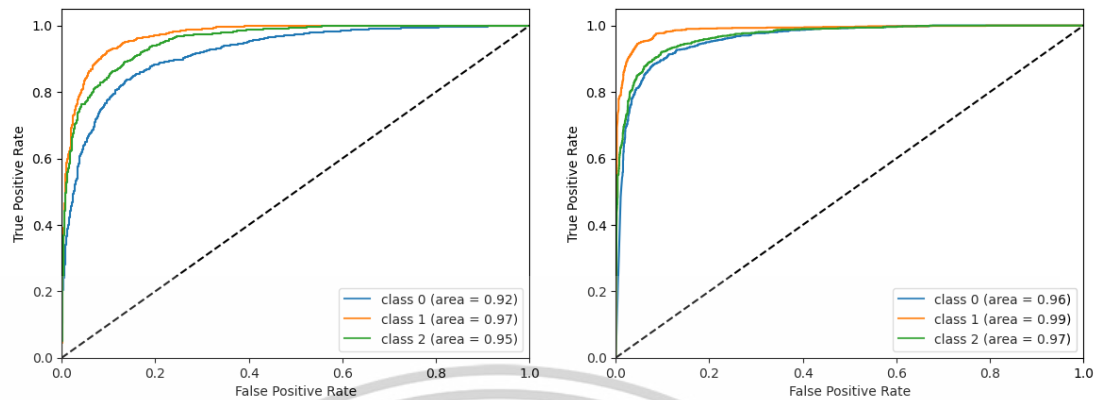 1.0
0.8
0.6
0.4
0.2
0.0
True Positive Rate
0.0 0.2 0.4 0.6 0.8 1.0
False Positive Rate
class 0 (area = 0.92)
class 1 (area = 0.97)
class 2 (area = 0.95)
1.0
0.8
0.6
0.4
0.2
0.0
True Positive Rate
0.0 0.2 0.4 0.6 0.8 1.0
False Positive Rate
class 0 (area = 0.96)
class 1 (area = 0.99)
class 2 (area = 0.97)